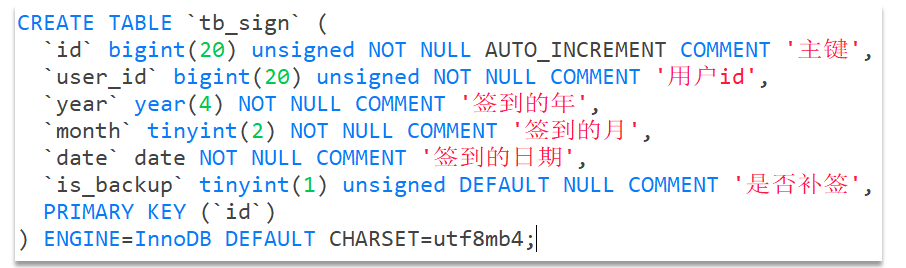 CREATE TABLE `tb_sign` (
  `id` bigint(20) unsigned NOT NULL AUTO_INCREMENT COMMENT '主键',
  `user_id` bigint(20) unsigned NOT NULL COMMENT '用户id',
  `year` year(4) NOT NULL COMMENT '签到的年',
  `month` tinyint(2) NOT NULL COMMENT '签到的月',
  `date` date NOT NULL COMMENT '签到的日期',
  `is_backup` tinyint(1) unsigned DEFAULT NULL COMMENT '是否补签',
  PRIMARY KEY (`id`)
) ENGINE=InnoDB DEFAULT CHARSET=utf8mb4;